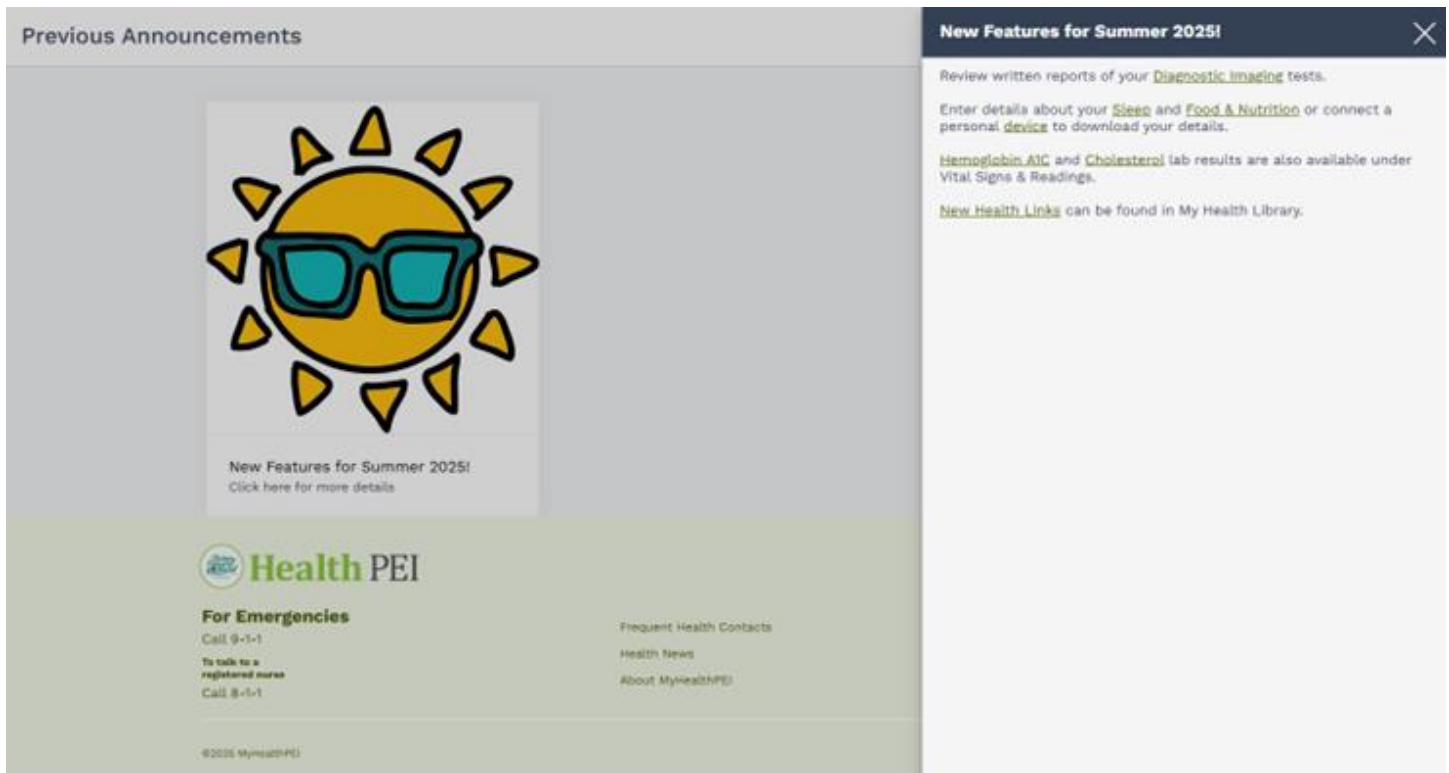 Previous Announcements
New Features for Summer 2025!
Click here for more details
Health PEI
For Emergencies
Call 9-1-1
To talk to a
registered nurse
Call 8-1-1
Frequent Health Contacts
Health News
About MyHealthPEI
©2025 MyHealthPEI
New Features for Summer 2025!
Review written reports of your Diagnostic Imaging tests.
Enter details about your Sleep and Food & Nutrition or connect a
personal device to download your details.
Hemoglobin A1C and Cholesterol lab results are also available under
Vital Signs & Readings.
New Health Links can be found in My Health Library.